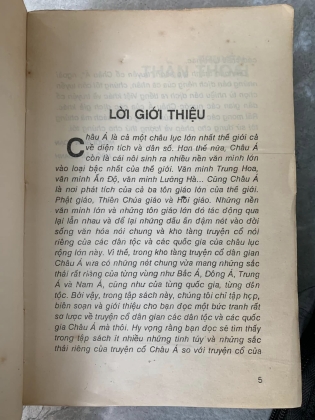 LỜI GIỚI THIỆU
Châu Á là một châu lục lớn nhất thế giới cả
về diện tích và dân số. Hơn thế nữa, Châu Á
còn là cái nôi sinh ra nhiều nền văn minh lớn
vào loại bậc nhất của thế giới. Văn minh Trung Hoa,
văn minh Ấn Độ, văn minh Lưỡng Hà... Cũng Châu Á
là nơi phát tích của cả ba tôn giáo lớn của thế giới.
Phật giáo, Thiên Chúa giáo và Hồi giáo. Những nền
văn minh lớn và những tôn giáo lớn đó tác động qua
lại lẫn nhau và để lại những dấu ấn đậm nét vào đời
sống văn hóa nói chung và kho tàng truyện cổ nói
riêng của các dân tộc và các quốc gia của châu lục
rộng lớn này. Vì thế, trong kho tàng truyện cổ dân gian
Châu Á vừa có những nét chung vừa mang những sắc
thái rất riêng của từng vùng như Bắc Á, Đông Á, Trung
Á và Nam Á, cũng như của từng quốc gia, từng dân
tộc. Bởi vậy, trong tập sách này, chúng tôi chỉ tập hợp,
biên soạn và giới thiệu cho bạn đọc một bức tranh rất
sơ lược về truyện cổ dân gian các dân tộc và các quốc
gia Châu Á mà thôi. Hy vọng rằng bạn đọc sẽ tìm thấy
trong tập sách ít nhiều những tinh túy và những sắc
thái riêng của truyện cổ Châu Á so với truyện cổ của
5